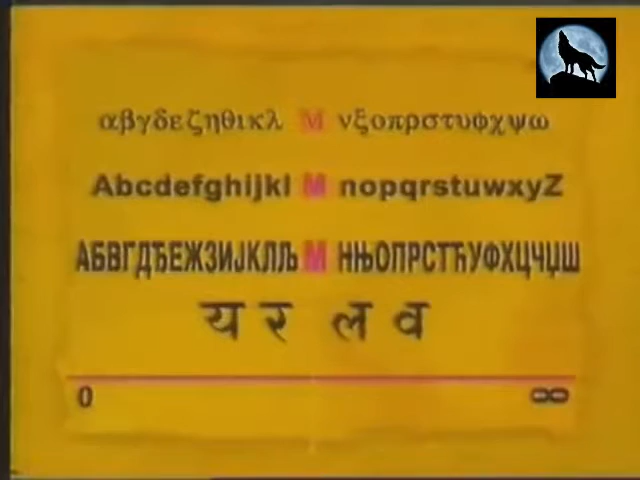 αβγδεζηθικλ Μ νξοπρστυφχψω
Abcdefghijkl M nopqrstuwxyZ
АБВГДЂЕЖЗИЈКЛЉ М НЊОПРСТЋУФХЦЧЏШ
य र ल व
0 ∞